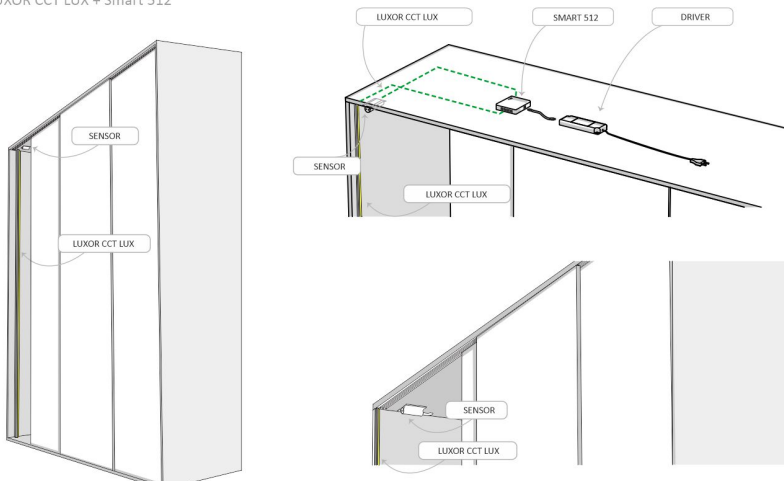 LUXOR CCT LUX + Smart 512
LUXOR CCT LUX
SMART 512
DRIVER
SENSOR
SENSOR
LUXOR CCT LUX
LUXOR CCT LUX
SENSOR
LUXOR CCT LUX